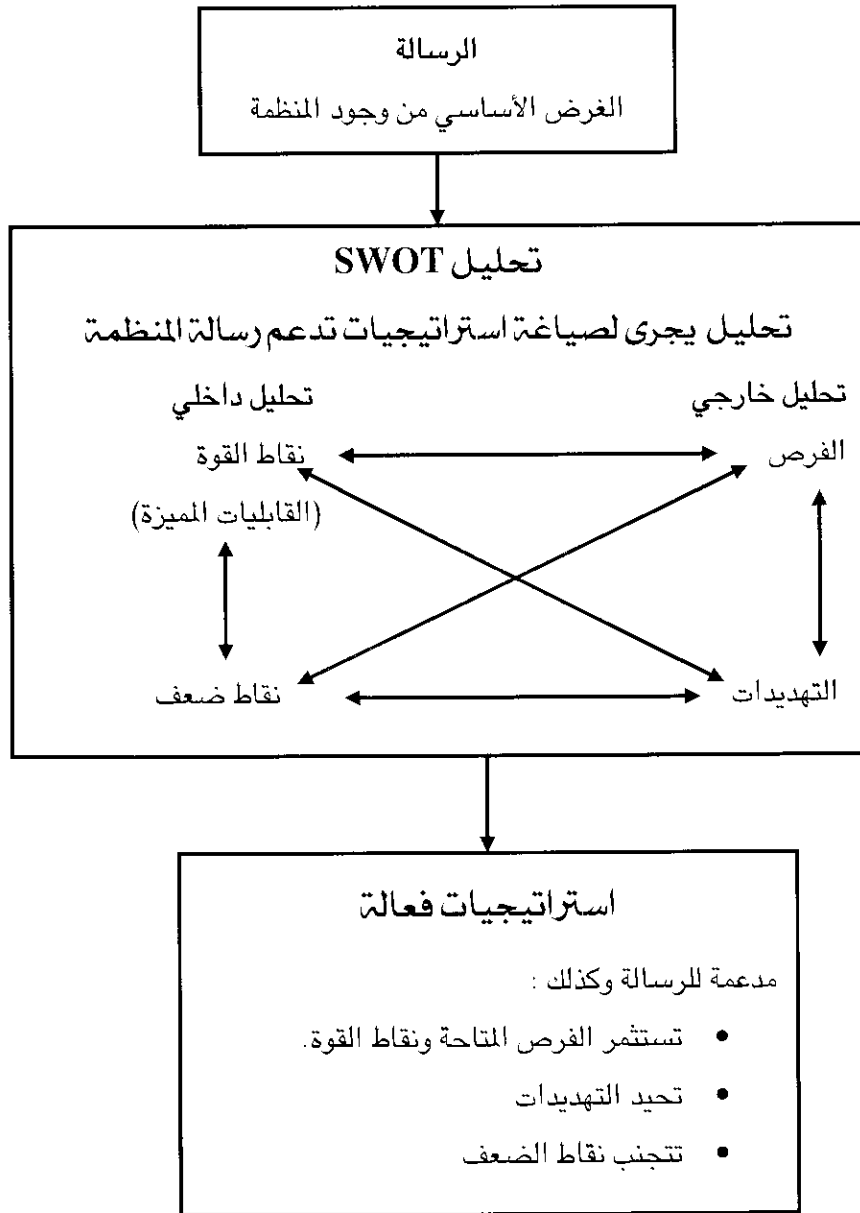 الرسالة
الغرض الأساسي من وجود المنظمة
تحليل SWOT
تحليل يجرى لصياغة استراتيجيات تدعم رسالة المنظمة
تحليل خارجي تحليل داخلي
الفرص نقاط القوة
(القابليات المميزة)
التهديدات نقاط ضعف
استراتيجيات فعالة
مدعمة للرسالة وكذلك :
• تستثمر الفرص المتاحة ونقاط القوة.
• تحيد التهديدات
• تتجنب نقاط الضعف